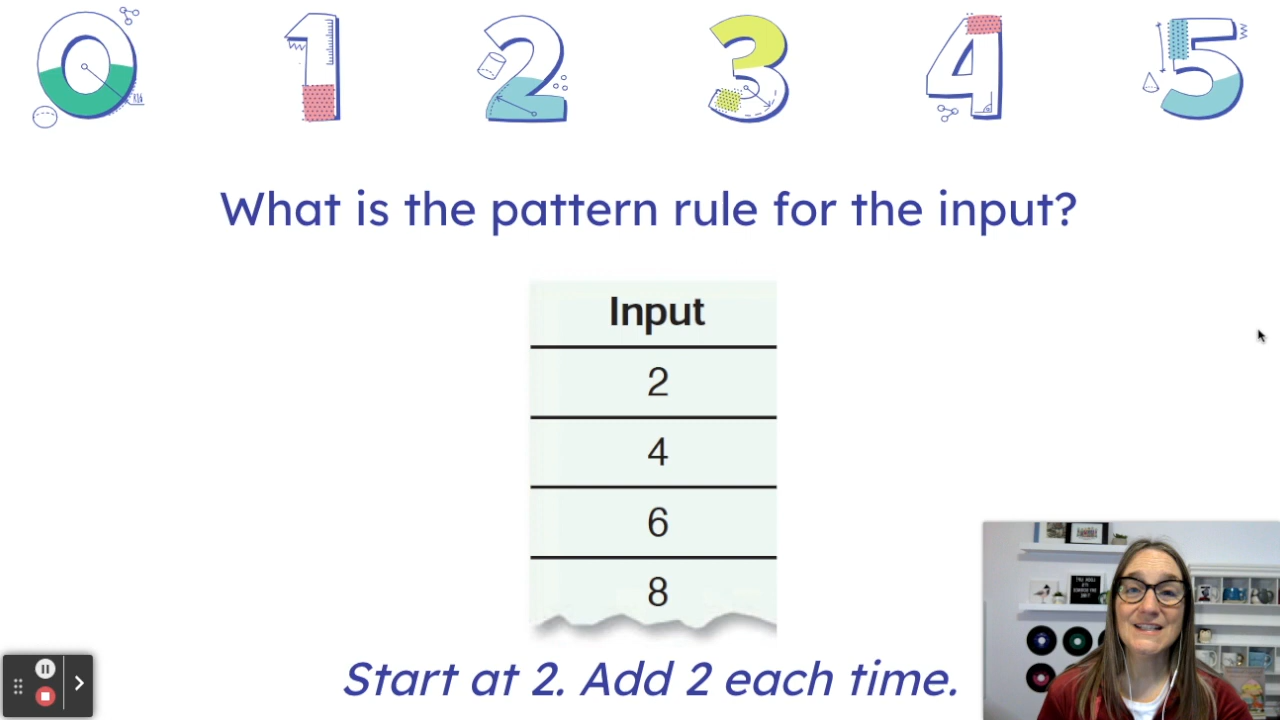 0 1 2 3 4 5
What is the pattern rule for the input?
Input
2
4
6
8
Start at 2. Add 2 each time.